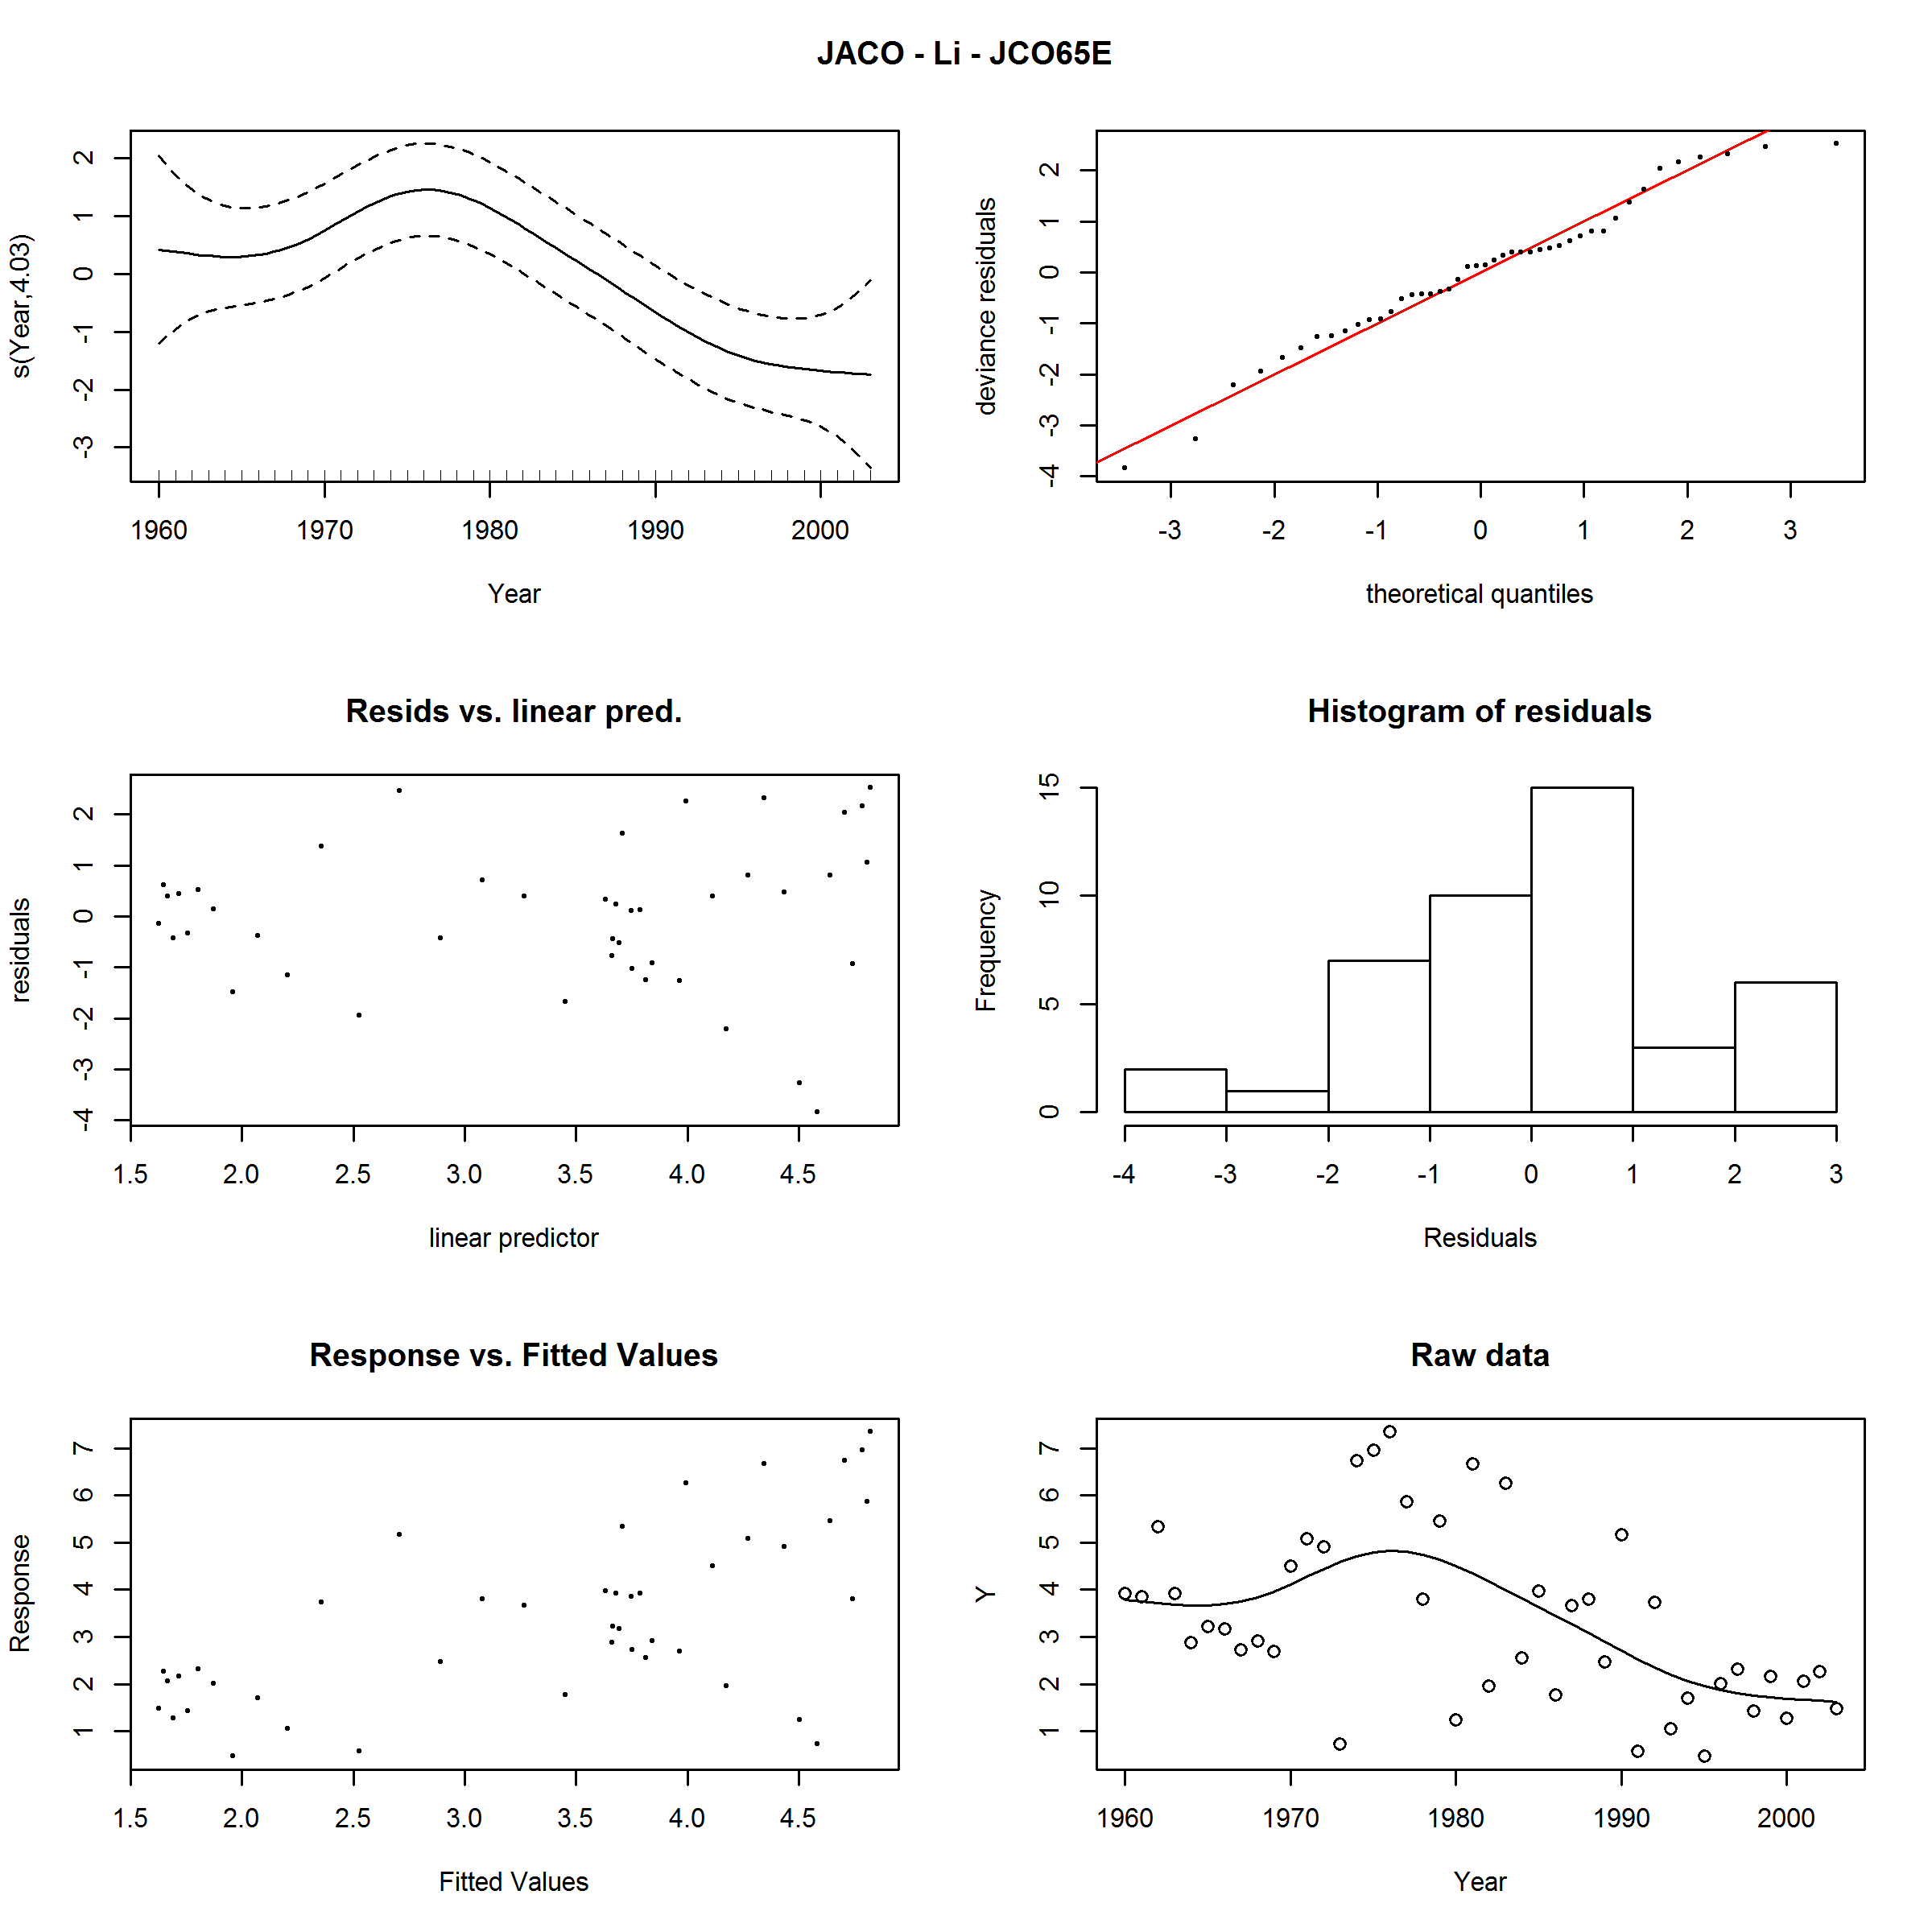 JACO - Li - JCO65E
s(Year,4.03)
2
1
0
-1
-2
-3
1960 1970 1980 1990 2000
Year
deviance residuals
2
1
0
-1
-2
-3
-4
-3 -2 -1 0 1 2 3
theoretical quantiles
Resids vs. linear pred.
residuals
2
1
0
-1
-2
-3
-4
1.5 2.0 2.5 3.0 3.5 4.0 4.5
linear predictor
Histogram of residuals
Frequency
15
10
5
0
-4 -3 -2 -1 0 1 2 3
Residuals
Response vs. Fitted Values
Response
7
6
5
4
3
2
1
1.5 2.0 2.5 3.0 3.5 4.0 4.5
Fitted Values
Raw data
Y
7
6
5
4
3
2
1
1960 1970 1980 1990 2000
Year